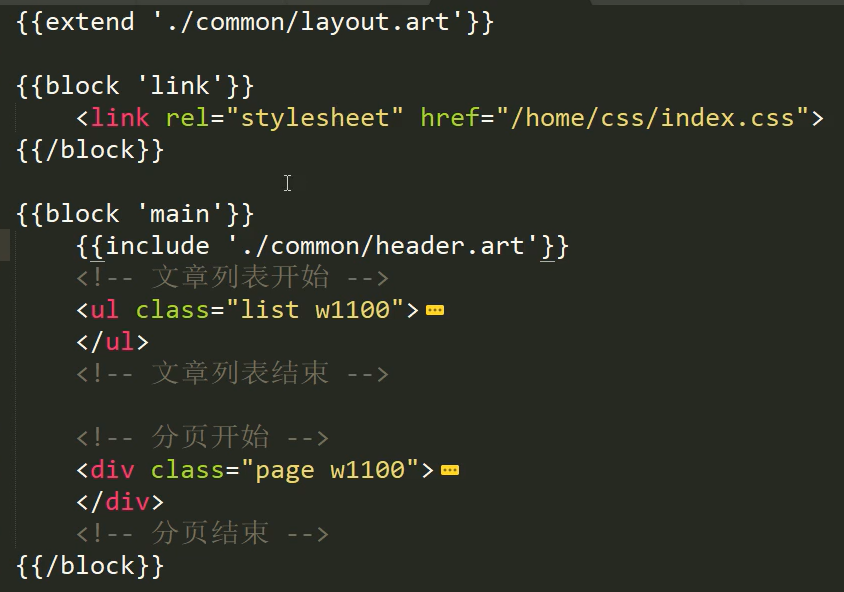 {{extend './common/layout.art'}}
{{block 'link'}}
<link rel="stylesheet" href="/home/css/index.css">
{{/block}}
{{block 'main'}}
{{include './common/header.art'}}
<!-- 文章列表开始 -->
<ul class="list w1100">
</ul>
<!-- 文章列表结束 -->
<!-- 分页开始 -->
<div class="page w1100">
</div>
<!-- 分页结束 -->
{{/block}}